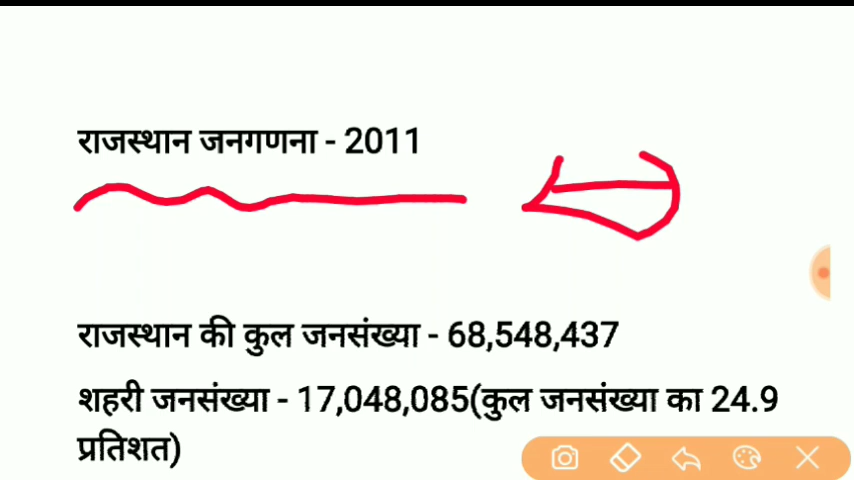 राजस्थान जनगणना - 2011
राजस्थान की कुल जनसंख्या - 68,548,437
शहरी जनसंख्या - 17,048,085(कुल जनसंख्या का 24.9
प्रतिशत)